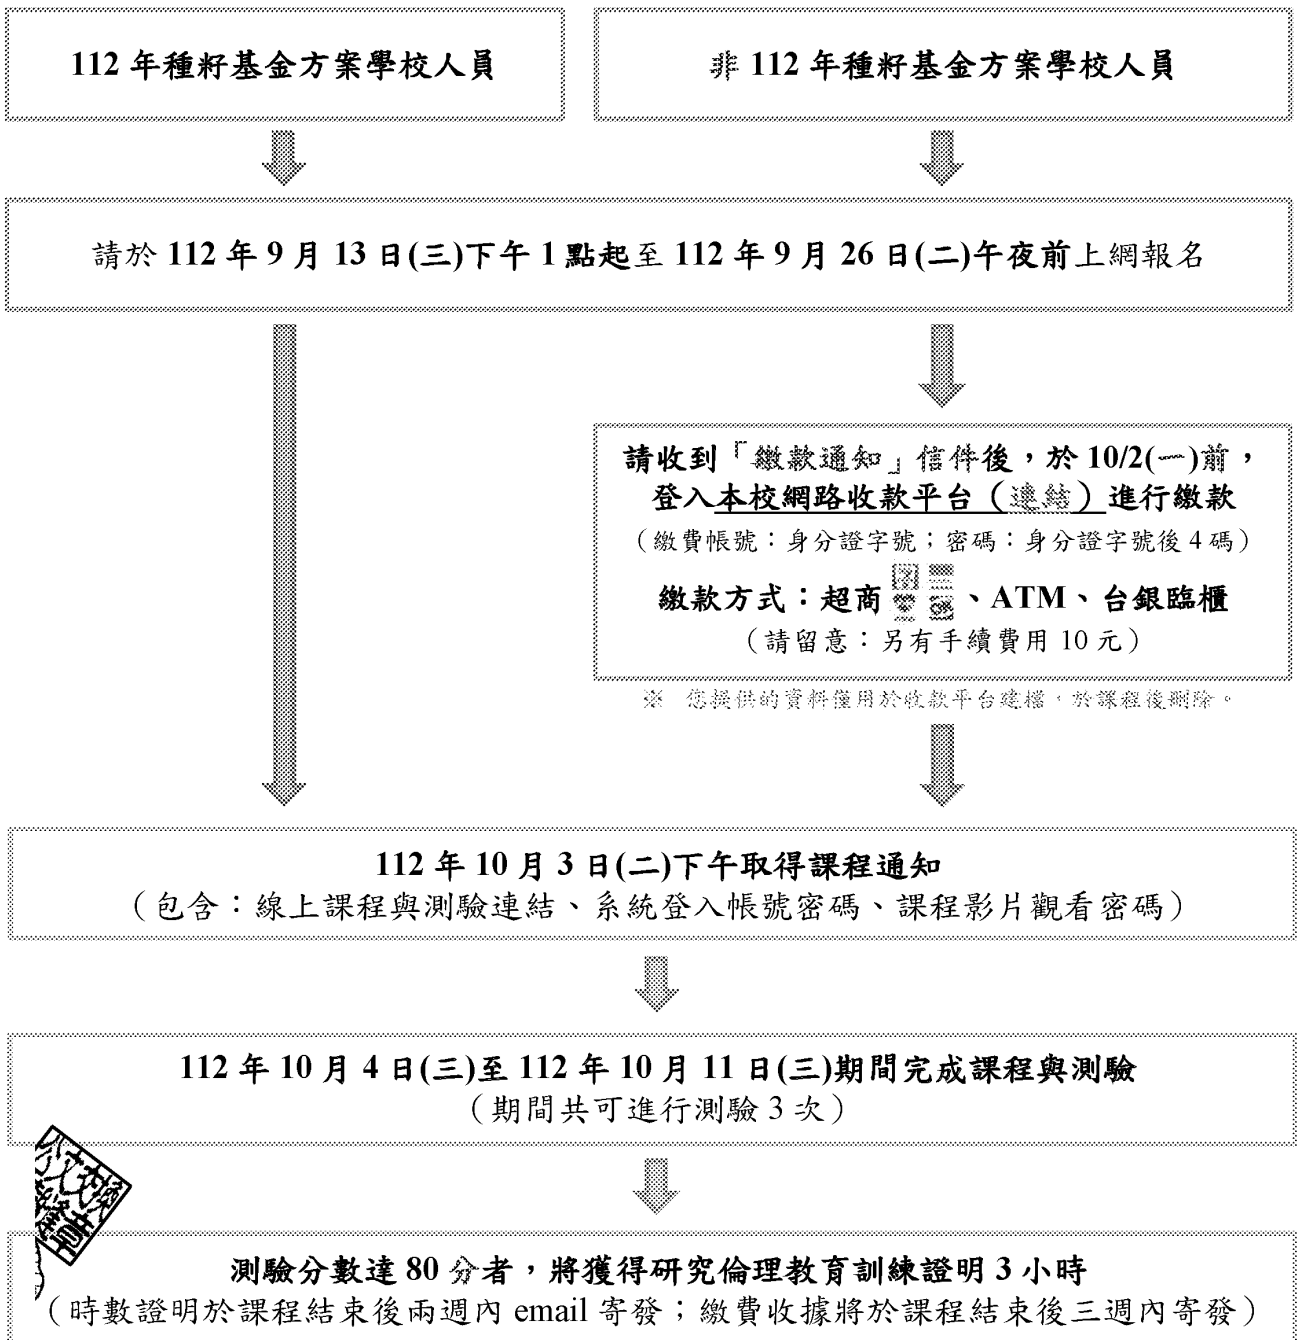 112 年種籽基金方案學校人員
非 112 年種籽基金方案學校人員
請於 112 年 9 月 13 日(三)下午 1 點起至 112 年 9 月 26 日(二)午夜前上網報名
請收到「繳款通知」信件後，於 10/2(一)前，
登入本校網路收款平台（連結）進行繳款
（繳費帳號：身分證字號；密碼：身分證字號後 4 碼）
繳款方式：超商、ATM、台銀臨櫃
（請留意：另有手續費用 10 元）
※ 您提供的資料僅用於收款平台建檔，於課程後刪除。
112 年 10 月 3 日(二)下午取得課程通知
（包含：線上課程與測驗連結、系統登入帳號密碼、課程影片觀看密碼）
112 年 10 月 4 日(三)至 112 年 10 月 11 日(三)期間完成課程與測驗
（期間共可進行測驗 3 次）
測驗分數達 80 分者，將獲得研究倫理教育訓練證明 3 小時
（時數證明於課程結束後兩週內 email 寄發；繳費收據將於課程結束後三週內寄發）